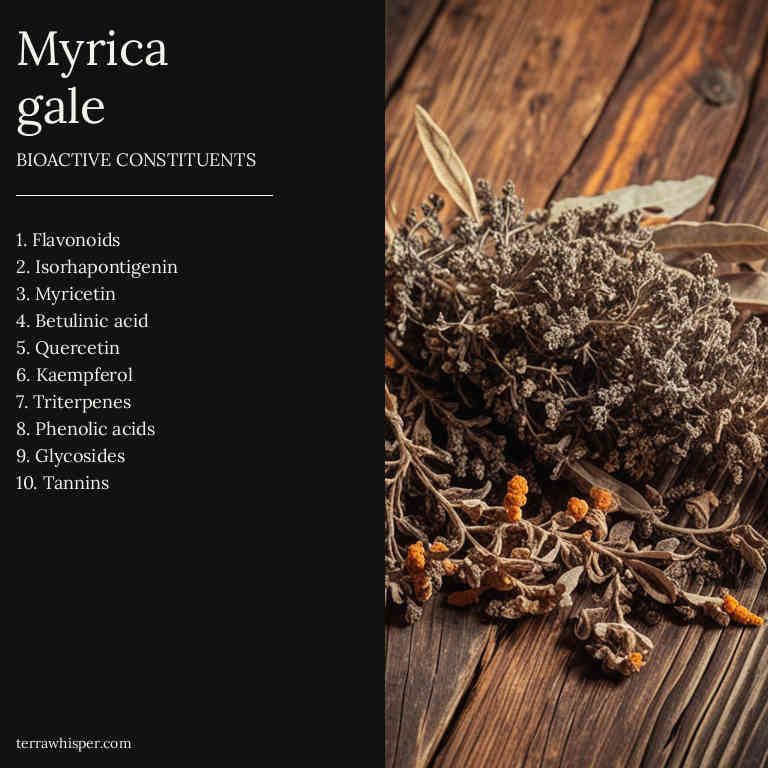 Myrica
gale
BIOACTIVE CONSTITUENTS
1. Flavonoids
2. Isorhapontigenin
3. Myricetin
4. Betulinic acid
5. Quercetin
6. Kaempferol
7. Triterpenes
8. Phenolic acids
9. Glycosides
10. Tannins
terrawhisper.com